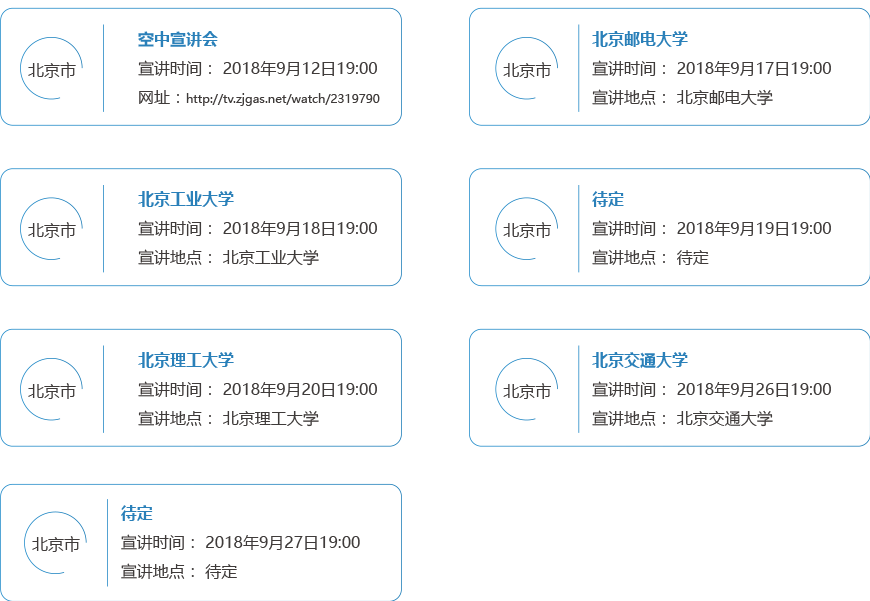 北京市
空中宣讲会
宣讲时间： 2018年9月12日19:00
网址：http://tv.zjgas.net/watch/2319790
北京市
北京邮电大学
宣讲时间： 2018年9月17日19:00
宣讲地点： 北京邮电大学
北京市
北京工业大学
宣讲时间： 2018年9月18日19:00
宣讲地点： 北京工业大学
北京市
待定
宣讲时间： 2018年9月19日19:00
宣讲地点： 待定
北京市
北京理工大学
宣讲时间： 2018年9月20日19:00
宣讲地点： 北京理工大学
北京市
北京交通大学
宣讲时间： 2018年9月26日19:00
宣讲地点： 北京交通大学
北京市
待定
宣讲时间： 2018年9月27日19:00
宣讲地点： 待定